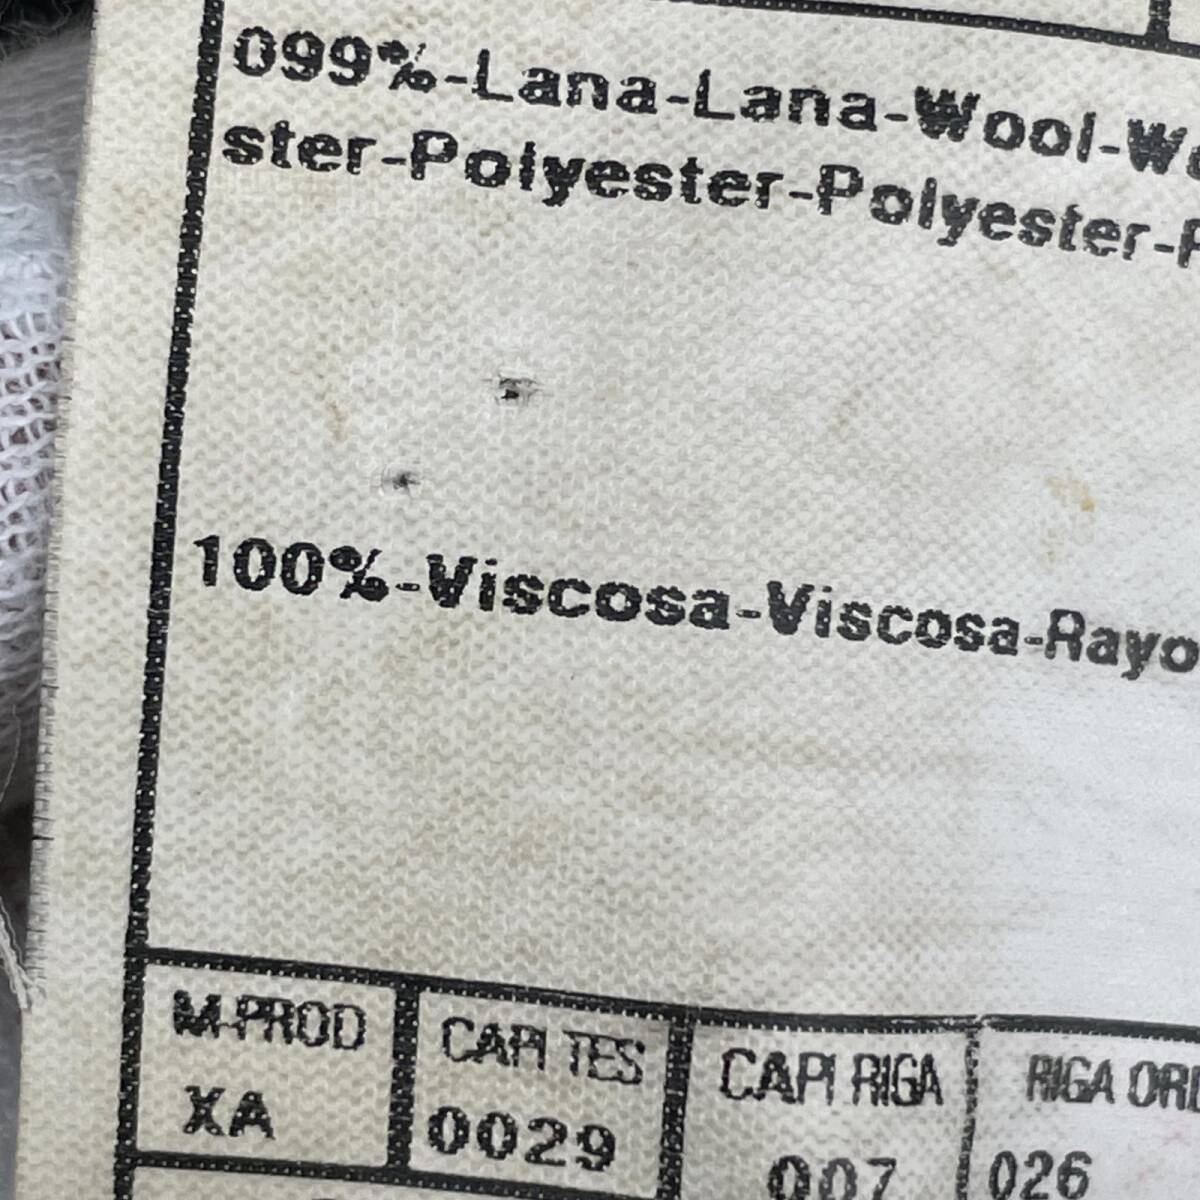 099%-Lana-Lana-Wool-W
ster-Polyester-Polyester-P
100%-Viscosa-Viscosa-Rayo
M-PROD CAPI TES CAPI RIGA RIGA ORD
XA 0029 007 026